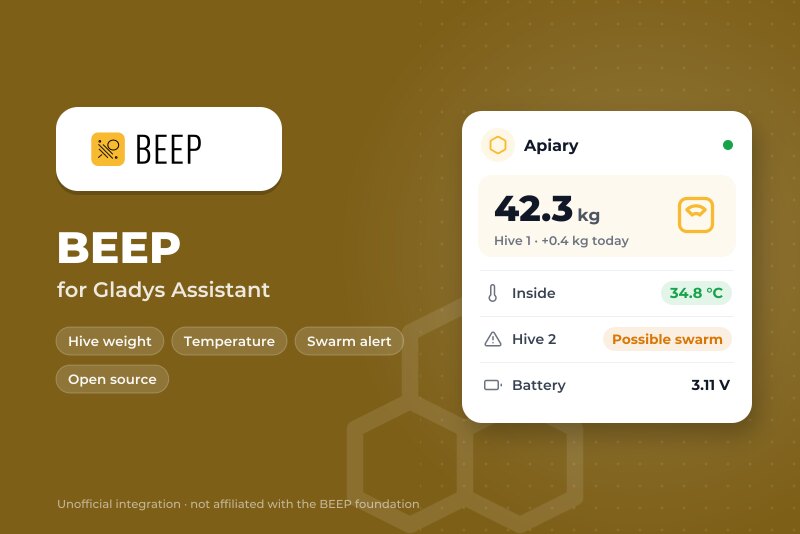 BEEP
BEEP
for Gladys Assistant
Hive weight
Temperature
Swarm alert
Open source
Unofficial integration · not affiliated with the BEEP foundation
Apiary
42.3 kg
Hive 1 · +0.4 kg today
Inside
34.8 °C
Hive 2
Possible swarm
Battery
3.11 V